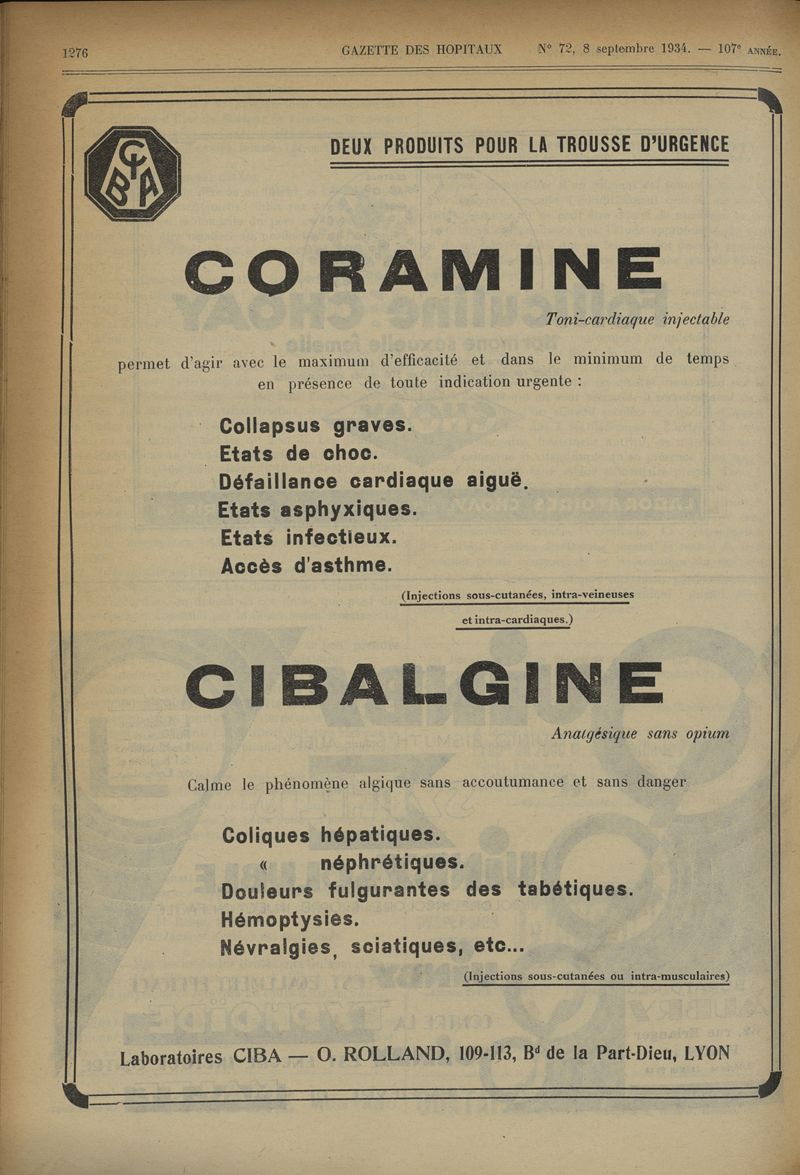 1276 GAZETTE DES HOPITAUX N° 72, 8 septembre 1934. — 107e ANNÉE.
CIBA
DEUX PRODUITS POUR LA TROUSSE D'URGENCE
CORAMINE
Toni-cardiaque injectable
permet d'agir avec le maximum d'efficacité et dans le minimum de temps
en présence de toute indication urgente :
Collapsus graves.
Etats de choc.
Défaillance cardiaque aiguë.
Etats asphyxiques.
Etats infectieux.
Accès d'asthme.
(Injections sous-cutanées, intra-veineuses
et intra-cardiaques.)
CIBALGINE
Analgésique sans opium
Calme le phénomène algique sans accoutumance et sans danger
Coliques hépatiques.
« néphrétiques.
Douleurs fulgurantes des tabétiques.
Hémoptysies.
Névralgies, sciatiques, etc...
(Injections sous-cutanées ou intra-musculaires)
Laboratoires CIBA — O. ROLLAND, 109-113, Bd de la Part-Dieu, LYON